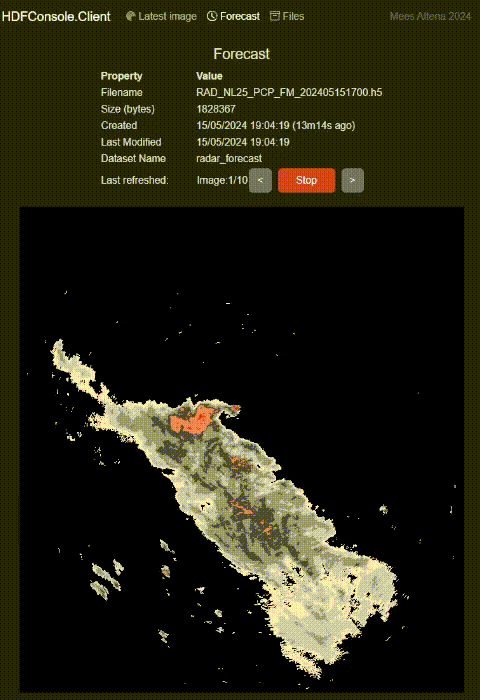 HDFConsole.Client Latest image Forecast Files Mees Altena 2024
Forecast
Property Value
Filename RAD_NL25_PCP_FM_202405151700.h5
Size (bytes) 1828367
Created 15/05/2024 19:04:19 (13m14s ago)
Last Modified 15/05/2024 19:04:19
Dataset Name radar_forecast
Last refreshed: Image:1/10 < Stop >